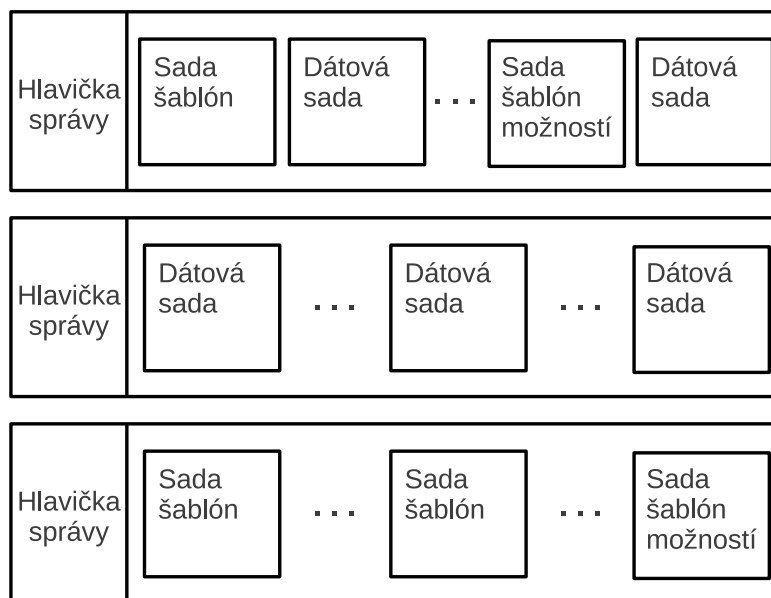 Hlavička
správy
Sada
šablón
Dátová
sada
. . .
Sada
šablón
možností
Dátová
sada
Hlavička
správy
Dátová
sada
. . .
Dátová
sada
. . .
Dátová
sada
Hlavička
správy
Sada
šablón
. . .
Sada
šablón
. . .
Sada
šablón
možností